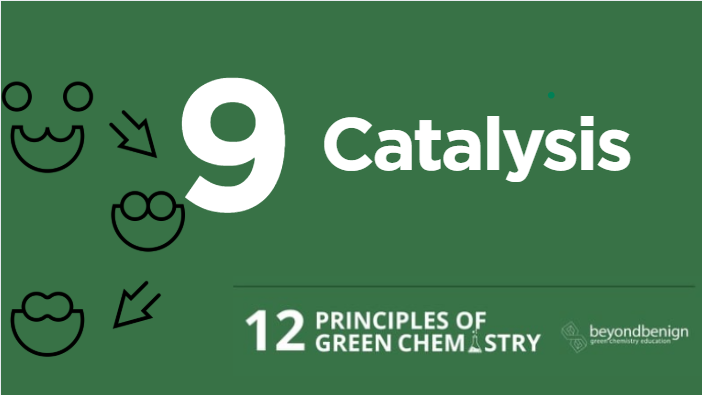 9 Catalysis
12 PRINCIPLES OF
GREEN CHEMISTRY
beyondbenign
green chemistry education